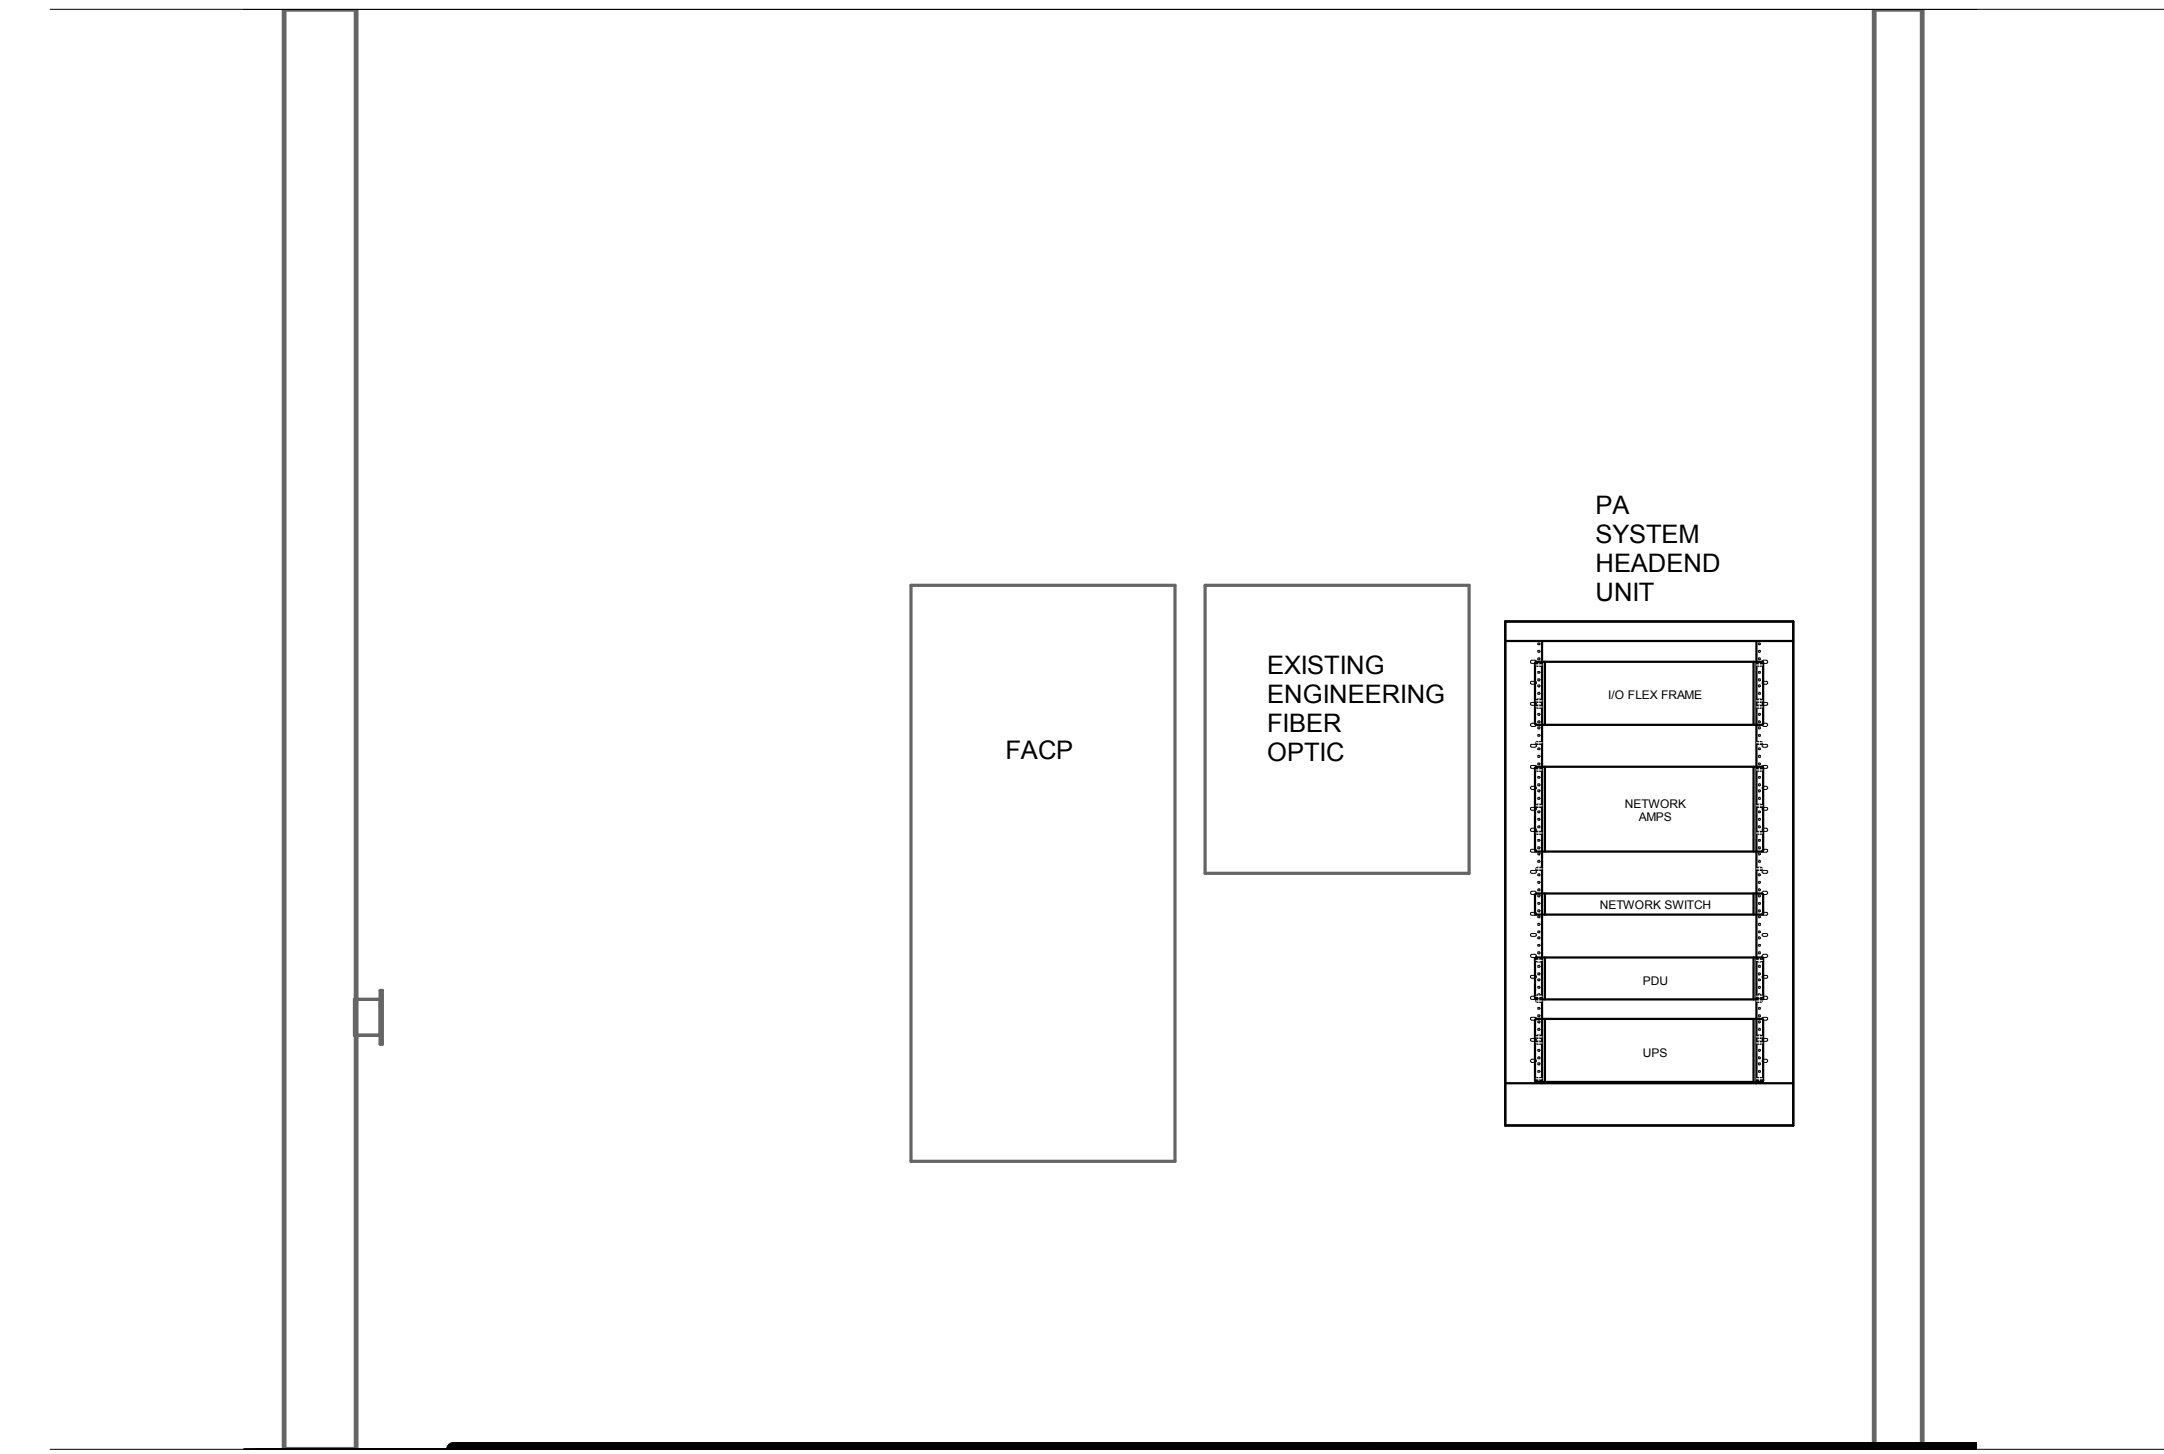 PA
SYSTEM
HEADEND
UNIT
FACP
EXISTING
ENGINEERING
FIBER
OPTIC
I/O FLEX FRAME
NETWORK
AMPS
NETWORK SWITCH
PDU
UPS